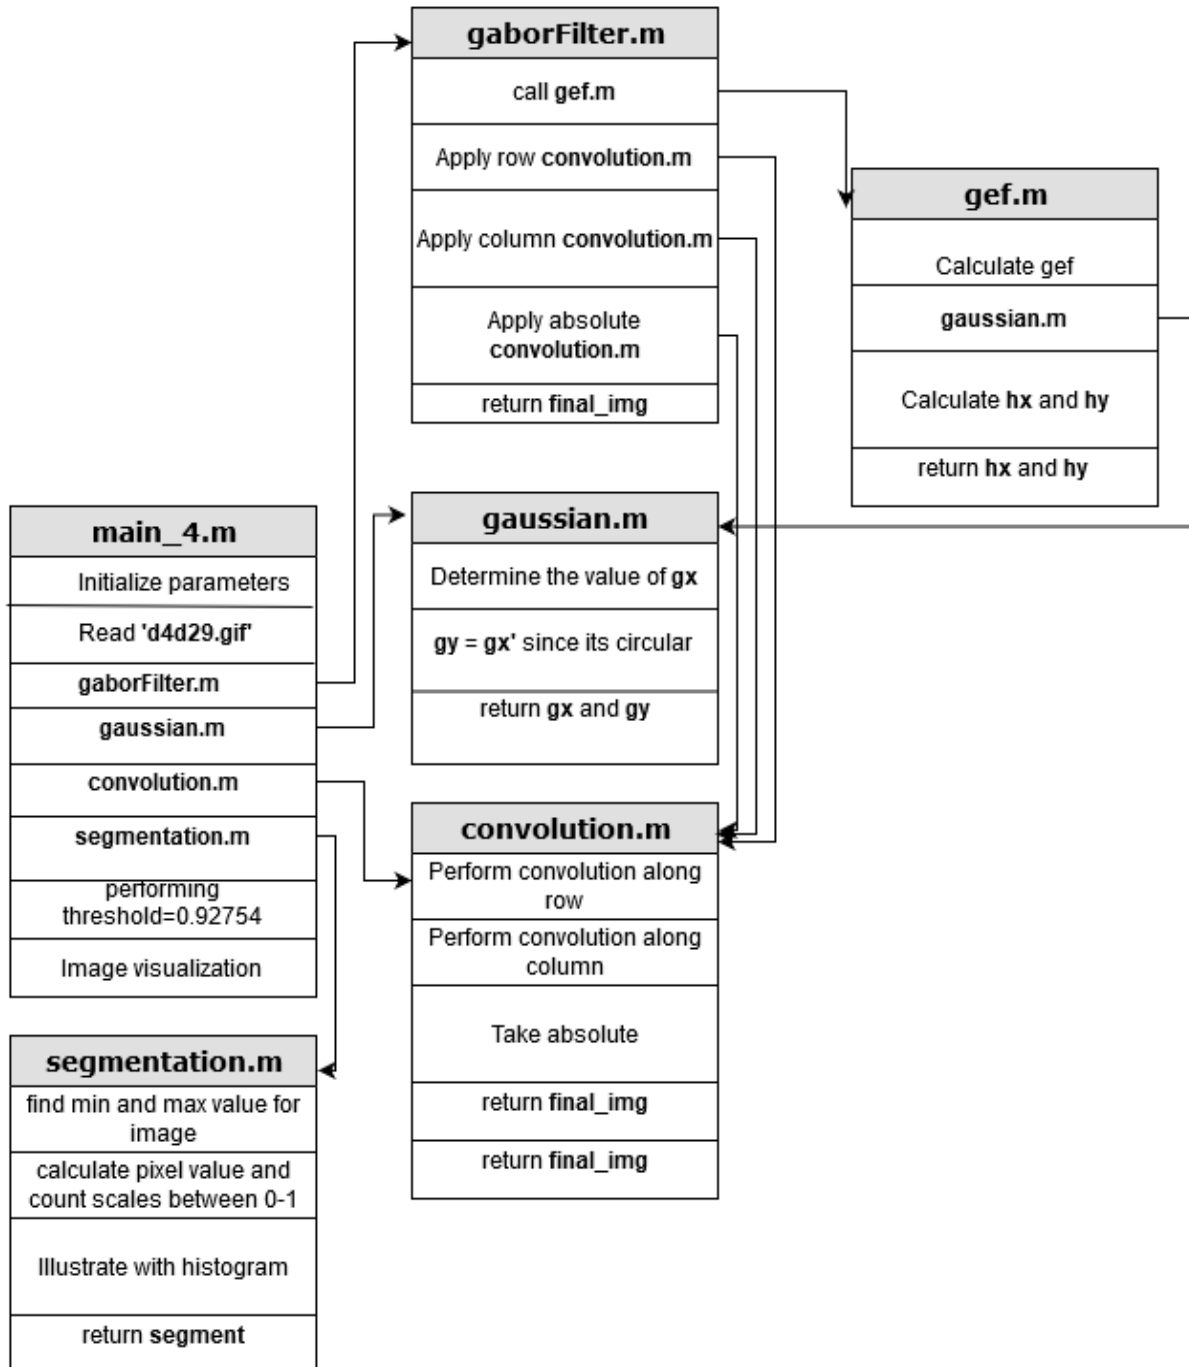 gaborFilter.m
call gef.m
Apply row convolution.m
Apply column convolution.m
Apply absolute
convolution.m
return final_img
gef.m
Calculate gef
gaussian.m
Calculate hx and hy
return hx and hy
gaussian.m
Determine the value of gx
gy = gx' since its circular
return gx and gy
main_4.m
Initialize parameters
Read 'd4d29.gif'
gaborFilter.m
gaussian.m
convolution.m
segmentation.m
performing
threshold=0.92754
Image visualization
convolution.m
Perform convolution along
row
Perform convolution along
column
Take absolute
return final_img
return final_img
segmentation.m
find min and max value for
image
calculate pixel value and
count scales between 0-1
Illustrate with histogram
return segment